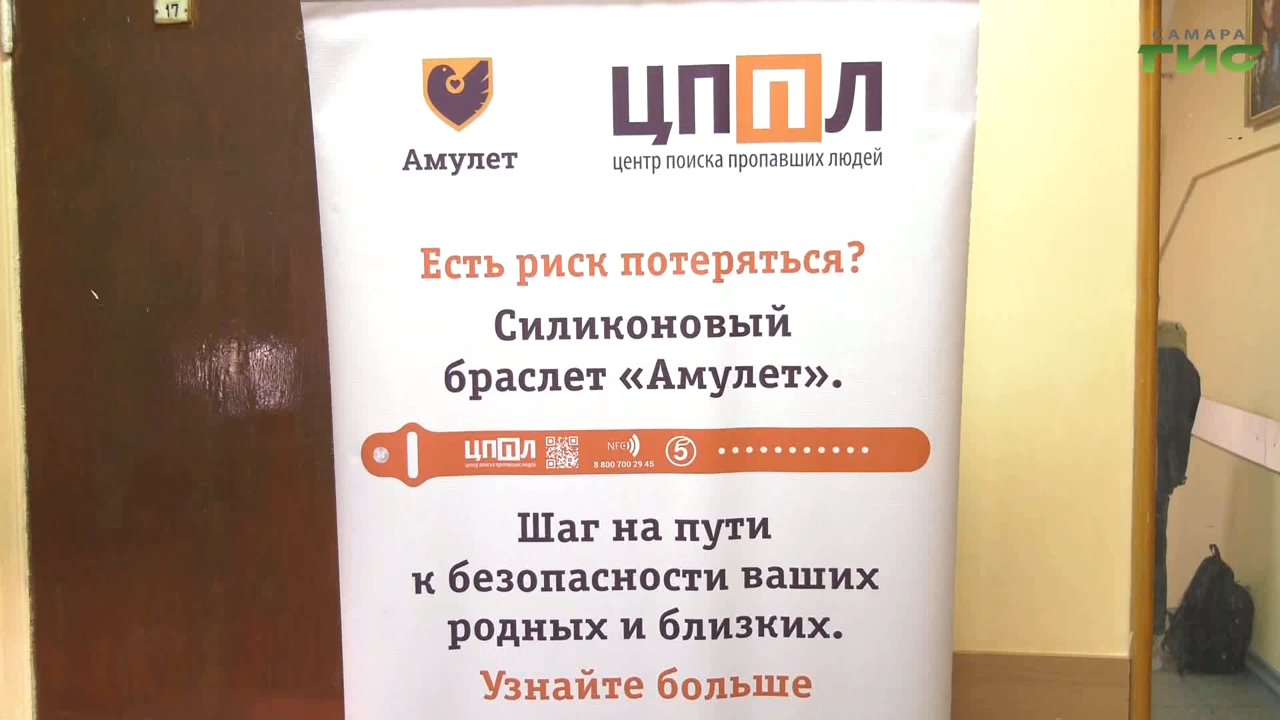 17
САМАРА
ТИС
Амулет
ЦППЛ
центр поиска пропавших людей
Есть риск потеряться?
Силиконовый
браслет «Амулет».
ЦППЛ
центр поиска пропавших людей
NFC
8 800 700 29 45
5
Шаг на пути
к безопасности ваших
родных и близких.
Узнайте больше